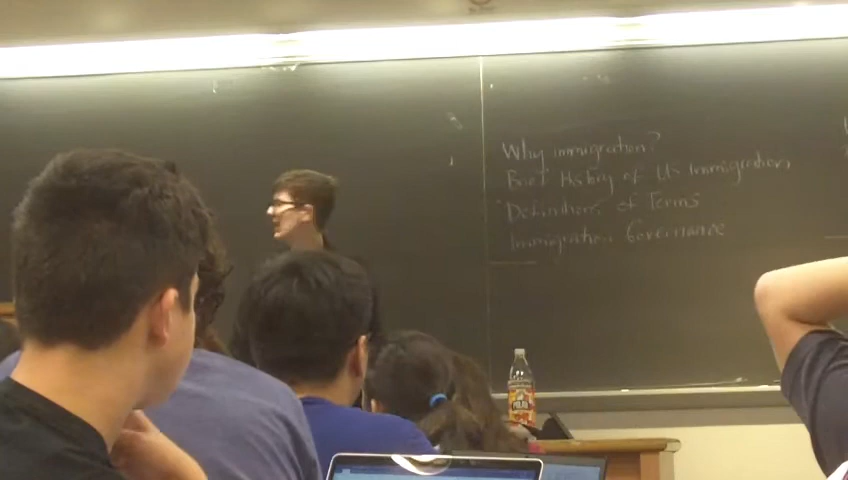 Why immigration?
Brief History of US Immigration,
Definitions of Terms
Immigration Governance